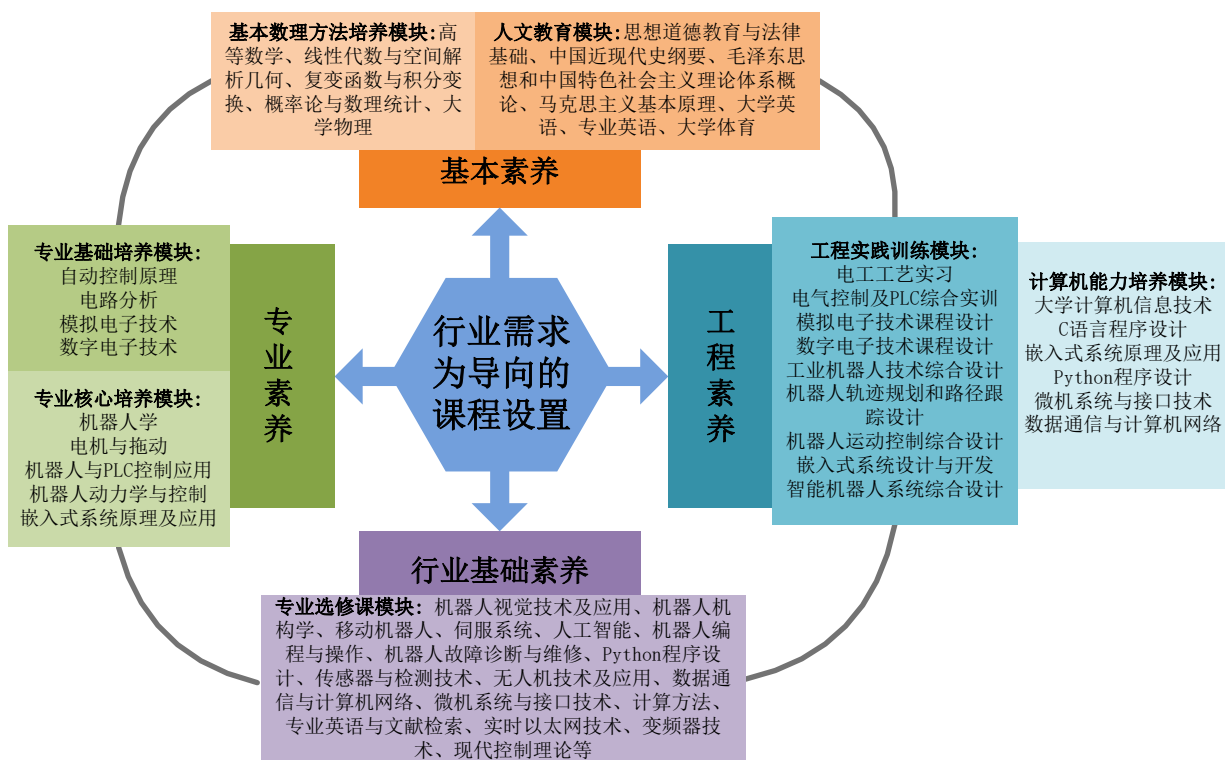 基本数理方法培养模块:高
等数学、线性代数与空间解
析几何、复变函数与积分变
换、概率论与数理统计、大
学物理
人文教育模块:思想道德教育与法律
基础、中国近现代史纲要、毛泽东思
想和中国特色社会主义理论体系概
论、马克思主义基本原理、大学英
语、专业英语、大学体育
基本素养
专业基础培养模块:
自动控制原理
电路分析
模拟电子技术
数字电子技术
专业核心培养模块:
机器人学
电机与拖动
机器人与PLC控制应用
机器人动力学与控制
嵌入式系统原理及应用
专
业
素
养
行业需求
为导向的
课程设置
工
程
素
养
工程实践训练模块:
电工工艺实习
电气控制及PLC综合实训
模拟电子技术课程设计
数字电子技术课程设计
工业机器人技术综合设计
机器人轨迹规划和路径跟
踪设计
机器人运动控制综合设计
嵌入式系统设计与开发
智能机器人系统综合设计
计算机能力培养模块:
大学计算机信息技术
C语言程序设计
嵌入式系统原理及应用
Python程序设计
微机系统与接口技术
数据通信与计算机网络
行业基础素养
专业选修课模块: 机器人视觉技术及应用、机器人机
构学、移动机器人、伺服系统、人工智能、机器人编
程与操作、机器人故障诊断与维修、Python程序设
计、传感器与检测技术、无人机技术及应用、数据通
信与计算机网络、微机系统与接口技术、计算方法、
专业英语与文献检索、实时以太网技术、变频器技
术、现代控制理论等